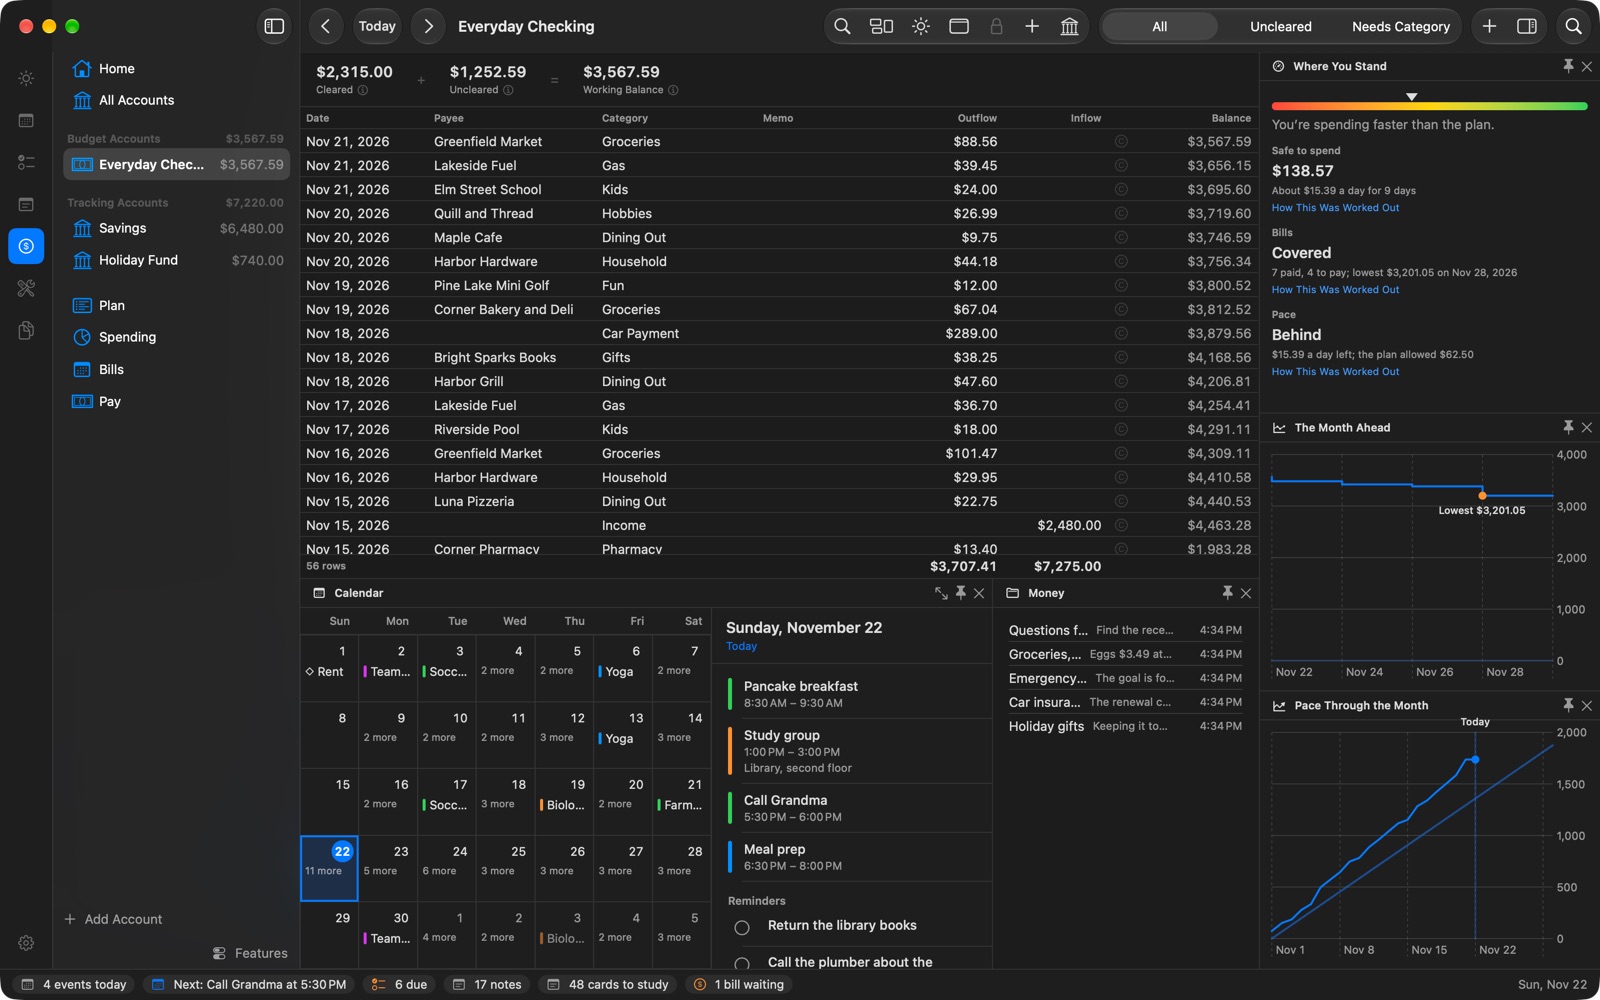 Today
Everyday Checking
All
Uncleared
Needs Category
Home
All Accounts
Budget Accounts $3,567.59
Everyday Chec... $3,567.59
Tracking Accounts $7,220.00
Savings $6,480.00
Holiday Fund $740.00
Plan
Spending
Bills
Pay
Add Account
Features
$2,315.00 + $1,252.59 = $3,567.59
Cleared Uncleared Working Balance
Date Payee Category Memo Outflow Inflow Balance
Nov 21, 2026 Greenfield Market Groceries $88.56 $3,567.59
Nov 21, 2026 Lakeside Fuel Gas $39.45 $3,656.15
Nov 21, 2026 Elm Street School Kids $24.00 $3,695.60
Nov 20, 2026 Quill and Thread Hobbies $26.99 $3,719.60
Nov 20, 2026 Maple Cafe Dining Out $9.75 $3,746.59
Nov 20, 2026 Harbor Hardware Household $44.18 $3,756.34
Nov 19, 2026 Pine Lake Mini Golf Fun $12.00 $3,800.52
Nov 19, 2026 Corner Bakery and Deli Groceries $67.04 $3,812.52
Nov 18, 2026 Car Payment $289.00 $3,879.56
Nov 18, 2026 Bright Sparks Books Gifts $38.25 $4,168.56
Nov 18, 2026 Harbor Grill Dining Out $47.60 $4,206.81
Nov 17, 2026 Lakeside Fuel Gas $36.70 $4,254.41
Nov 17, 2026 Riverside Pool Kids $18.00 $4,291.11
Nov 16, 2026 Greenfield Market Groceries $101.47 $4,309.11
Nov 16, 2026 Harbor Hardware Household $29.95 $4,410.58
Nov 15, 2026 Luna Pizzeria Dining Out $22.75 $4,440.53
Nov 15, 2026 Income $2,480.00 $4,463.28
Nov 15, 2026 Corner Pharmacy Pharmacy $13.40 $1,983.28
56 rows $3,707.41 $7,275.00
Calendar
Sun Mon Tue Wed Thu Fri Sat
1 2 3 4 5 6 7
Rent Team... Socc... 2 more 2 more Yoga 2 more
8 9 10 11 12 13 14
2 more 2 more 2 more 3 more Yoga 3 more
15 16 17 18 19 20 21
2 more Socc... 3 more Biolo... 2 more Farm...
22 23 24 25 26 27 28
11 more 5 more 6 more 3 more 3 more 3 more 3 more
29 30 1 2 3 4 5
Team... 4 more 2 more Biolo... 2 more 3 more
Sunday, November 22
Today
Pancake breakfast
8:30 AM – 9:30 AM
Study group
1:00 PM – 3:00 PM
Library, second floor
Call Grandma
5:30 PM – 6:00 PM
Meal prep
6:30 PM – 8:00 PM
Reminders
Return the library books
Call the plumber about the
Money
Questions f... Find the rece... 4:34 PM
Groceries,... Eggs $3.49 at... 4:34 PM
Emergency... The goal is fo... 4:34 PM
Car insura... The renewal c... 4:34 PM
Holiday gifts Keeping it to... 4:34 PM
Where You Stand
You're spending faster than the plan.
Safe to spend
$138.57
About $15.39 a day for 9 days
How This Was Worked Out
Bills
Covered
7 paid, 4 to pay; lowest $3,201.05 on Nov 28, 2026
How This Was Worked Out
Pace
Behind
$15.39 a day left; the plan allowed $62.50
How This Was Worked Out
The Month Ahead
4,000
3,000
Lowest $3,201.05
2,000
1,000
0
Nov 22 Nov 24 Nov 26 Nov 28
Pace Through the Month
Today
2,000
1,500
1,000
500
0
Nov 1 Nov 8 Nov 15 Nov 22
4 events today
Next: Call Grandma at 5:30 PM
6 due
17 notes
48 cards to study
1 bill waiting
Sun, Nov 22